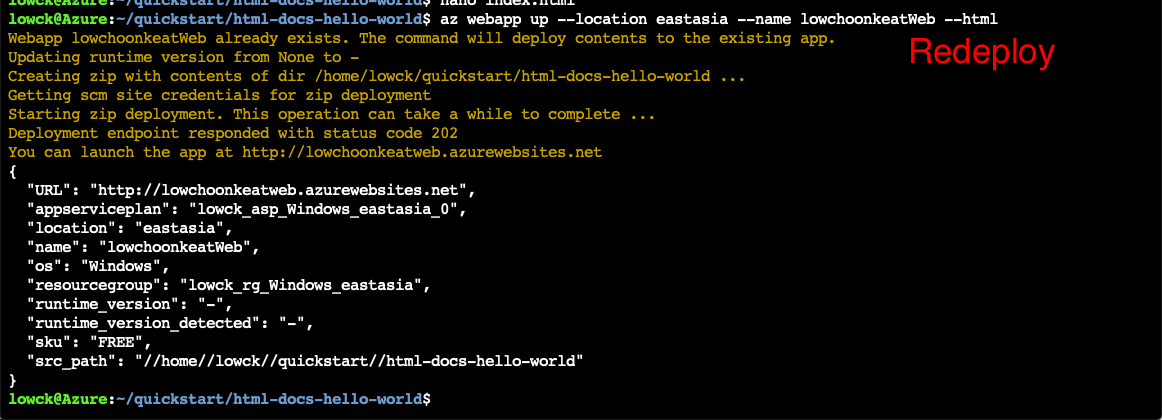 lowck@Azure:~/quickstart/html-docs-hello-world$ nano index.html
lowck@Azure:~/quickstart/html-docs-hello-world$ az webapp up --location eastasia --name lowchoonkeatWeb --html
Webapp lowchoonkeatWeb already exists. The command will deploy contents to the existing app.
Redeploy
Updating runtime version from None to -
Creating zip with contents of dir /home/lowck/quickstart/html-docs-hello-world ...
Getting scm site credentials for zip deployment
Starting zip deployment. This operation can take a while to complete ...
Deployment endpoint responded with status code 202
You can launch the app at http://lowchoonkeatweb.azurewebsites.net
{
  "URL": "http://lowchoonkeatweb.azurewebsites.net",
  "appserviceplan": "lowck_asp_Windows_eastasia_0",
  "location": "eastasia",
  "name": "lowchoonkeatWeb",
  "os": "Windows",
  "resourcegroup": "lowck_rg_Windows_eastasia",
  "runtime_version": "-",
  "runtime_version_detected": "-",
  "sku": "FREE",
  "src_path": "//home//lowck//quickstart//html-docs-hello-world"
}
lowck@Azure:~/quickstart/html-docs-hello-world$